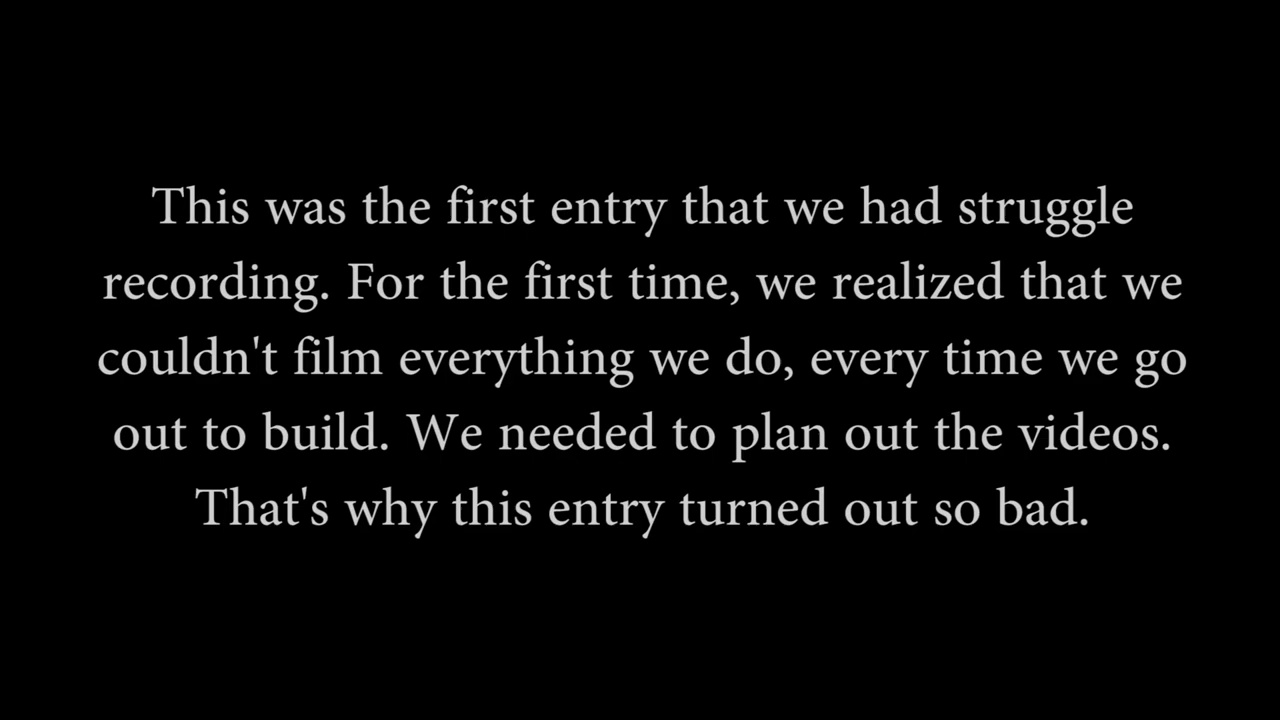 This was the first entry that we had struggle
recording. For the first time, we realized that we
couldn't film everything we do, every time we go
out to build. We needed to plan out the videos.
That's why this entry turned out so bad.